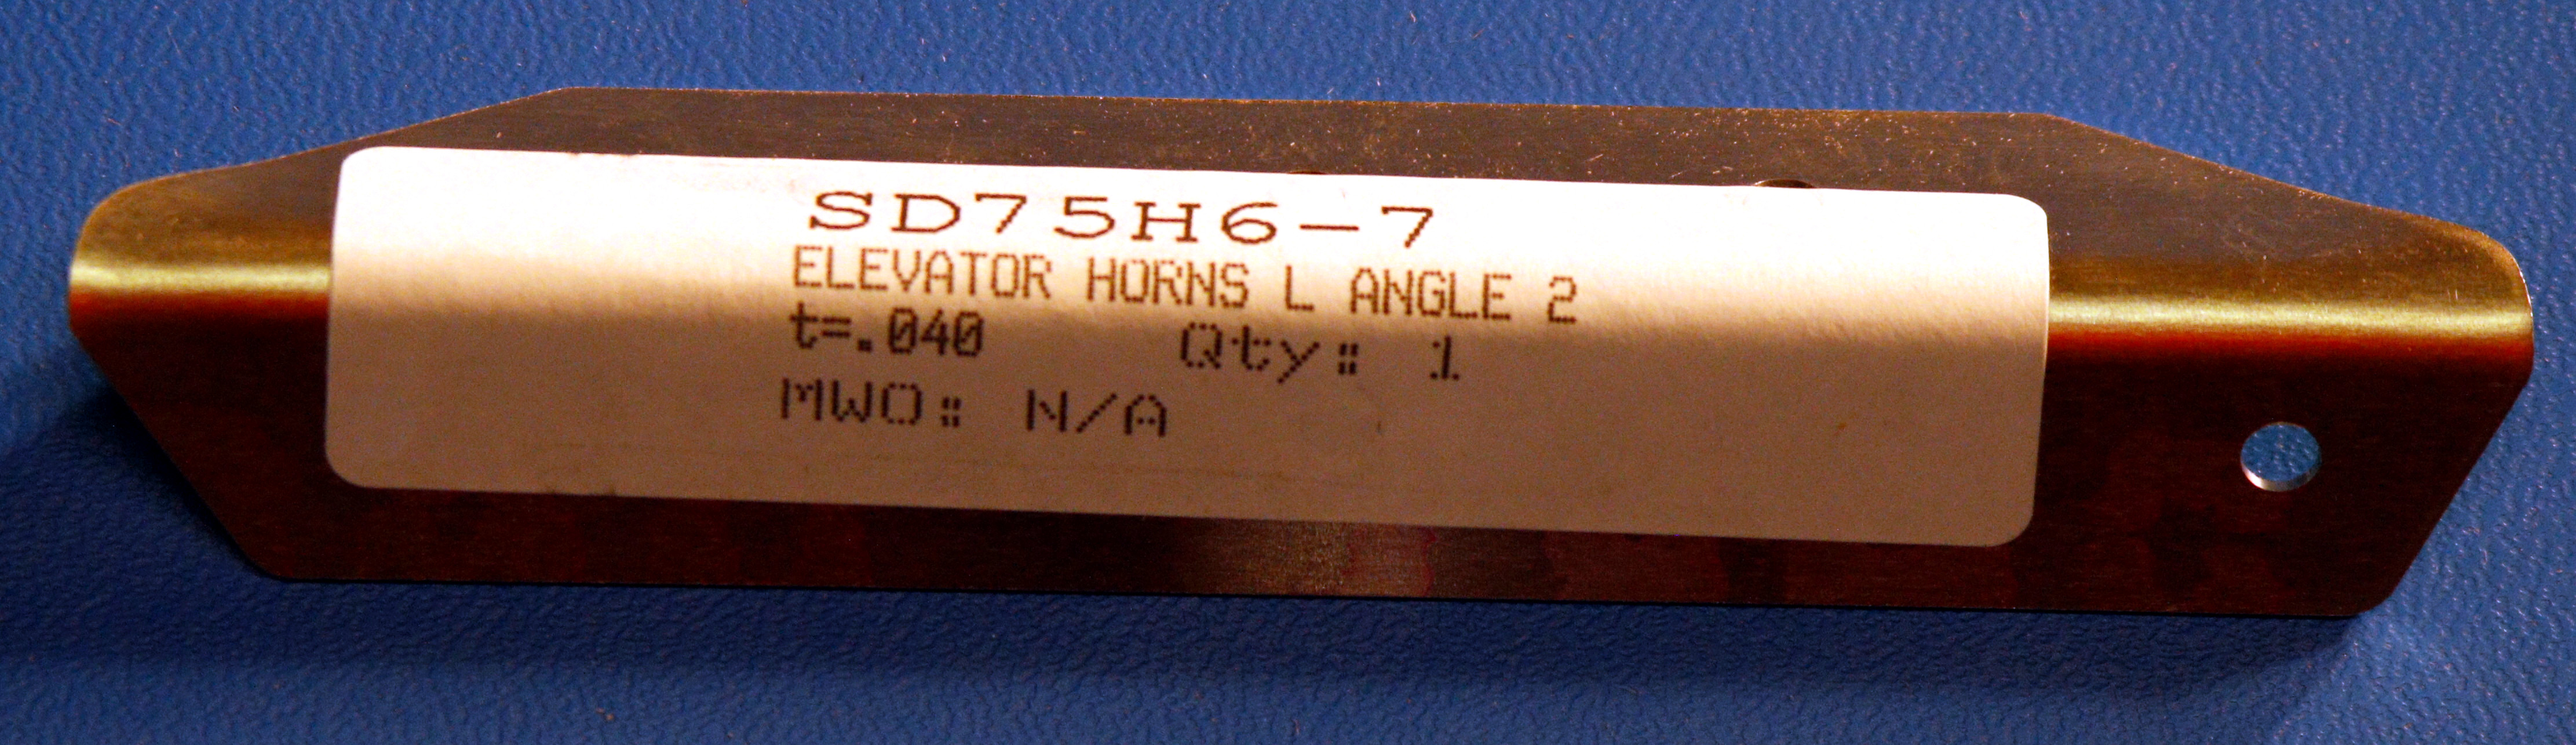 SD75H6-7
ELEVATOR HORNS L ANGLE 2
t=.040 Qty: 1
MWO: N/A